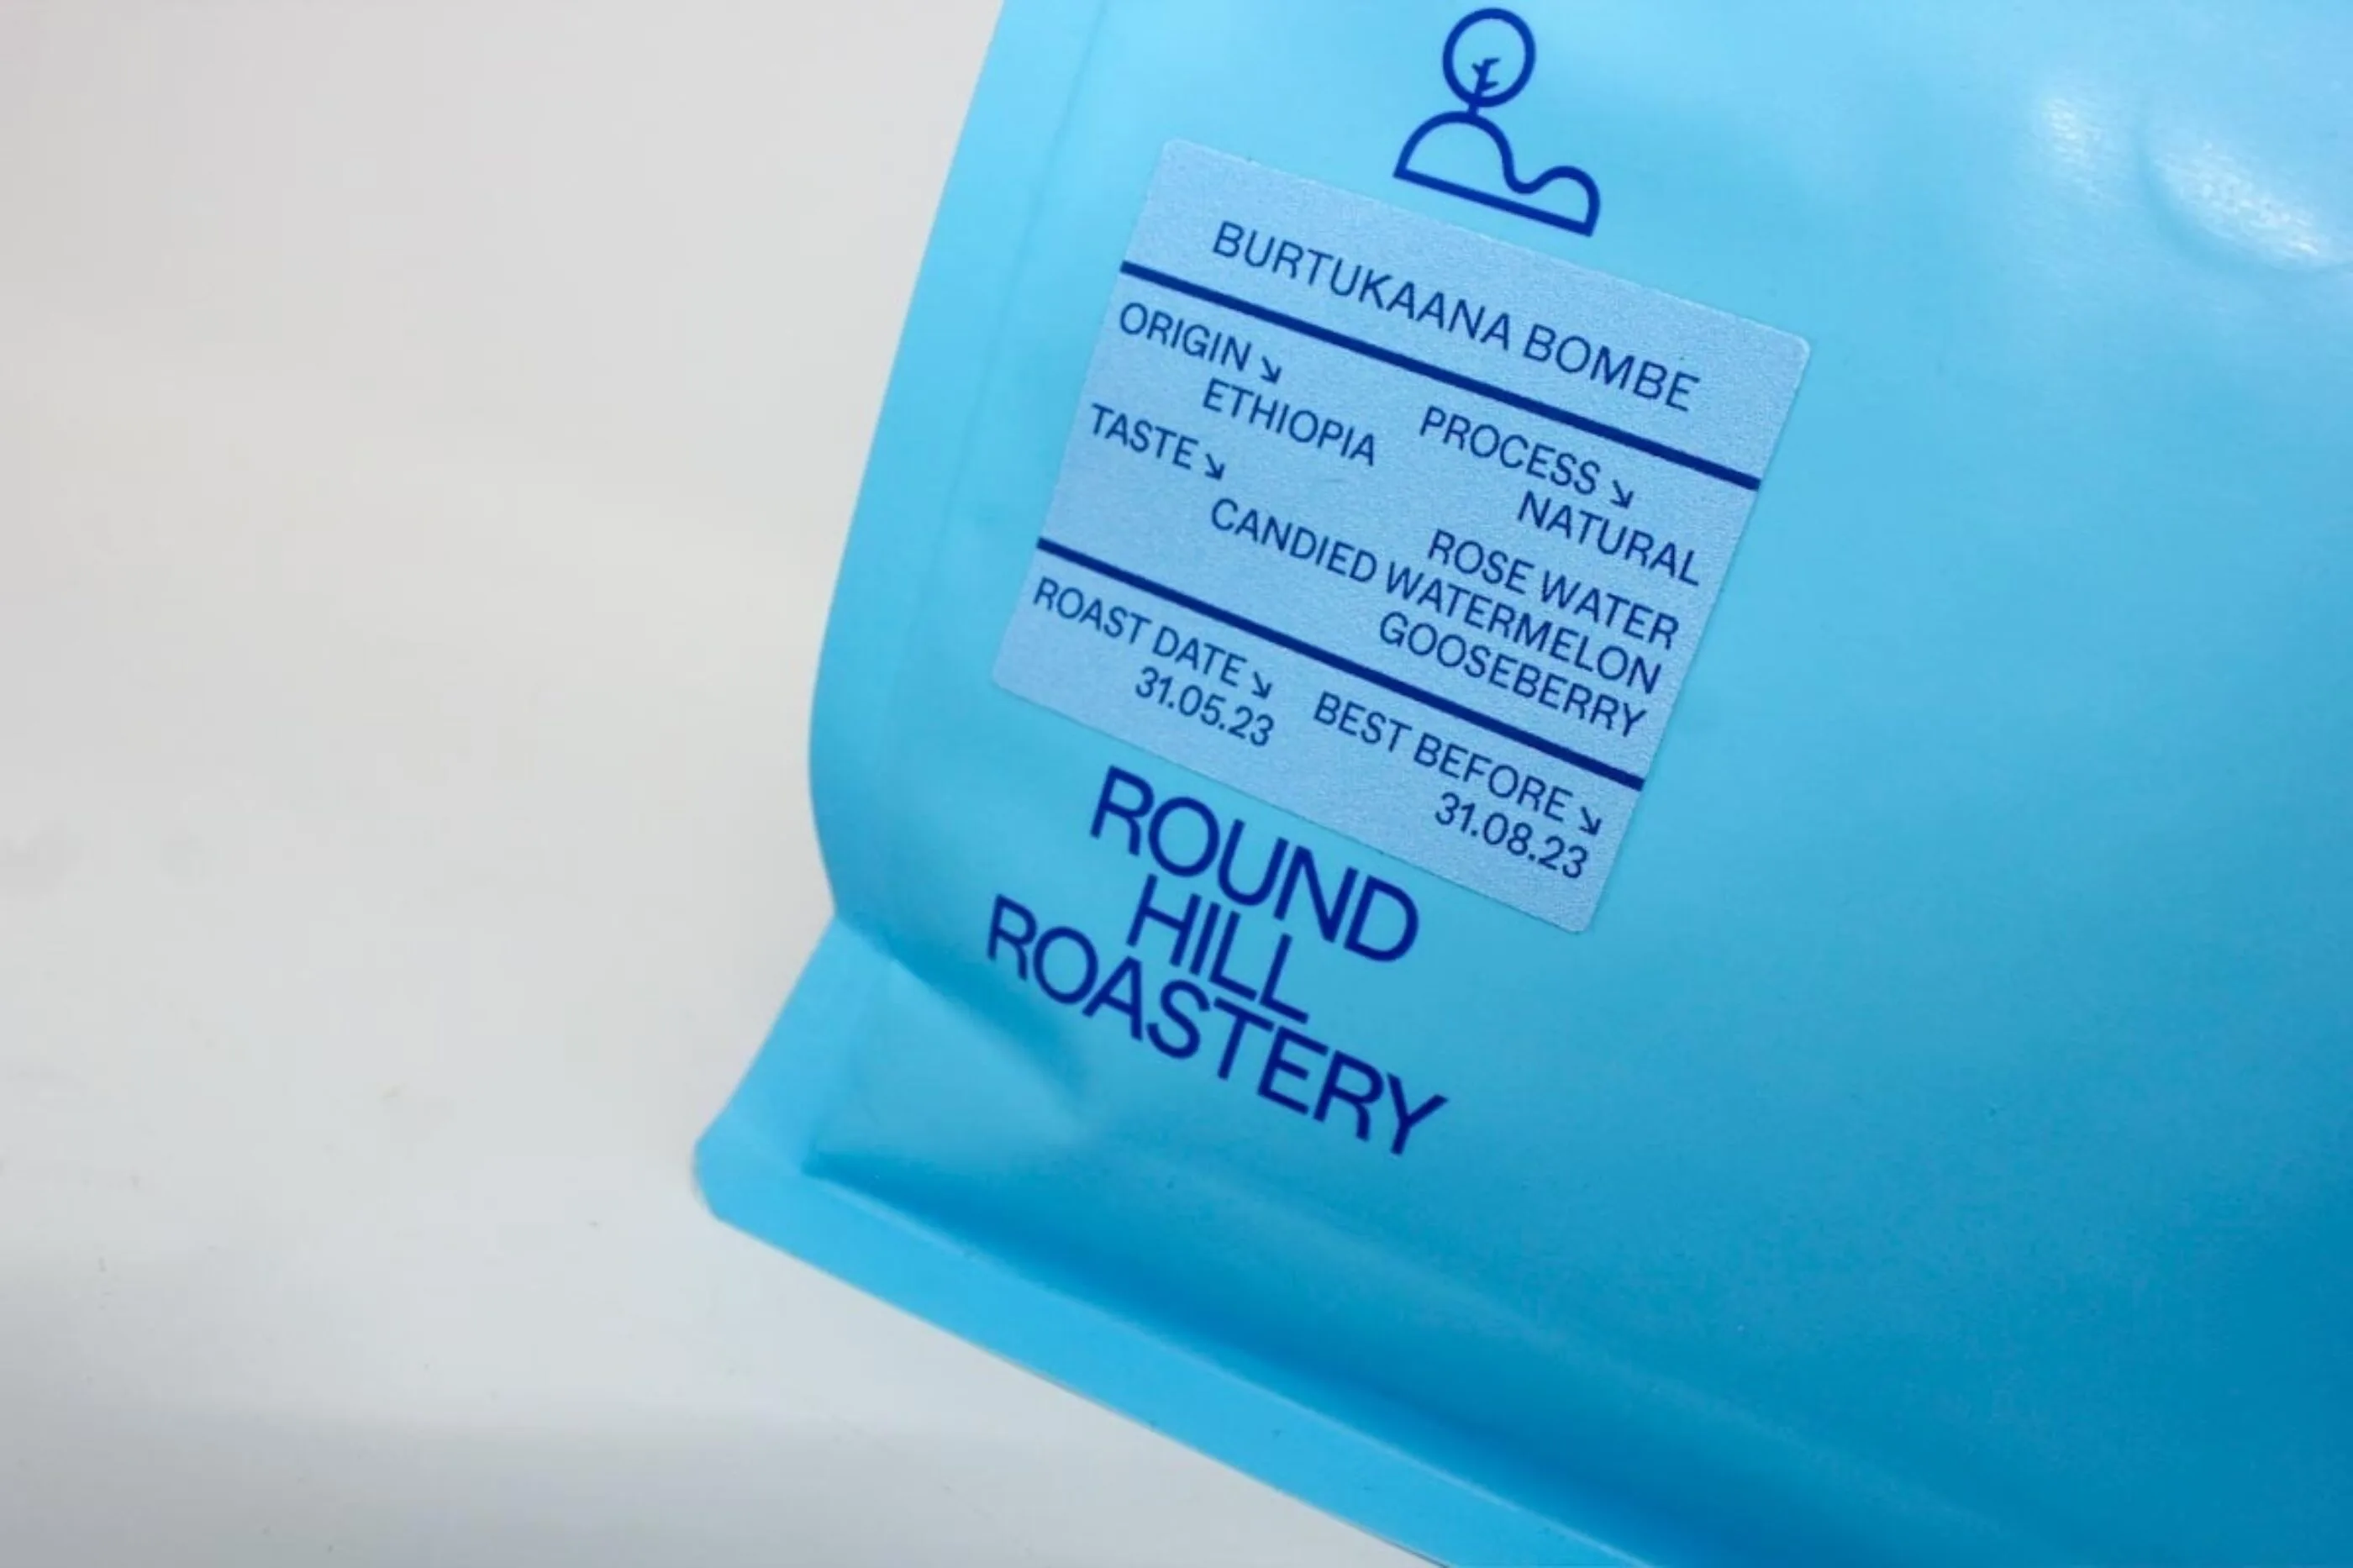 BURTUKAANA BOMBE
ORIGIN ↘
ETHIOPIA
PROCESS ↘
NATURAL
TASTE ↘
ROSE WATER
CANDIED WATERMELON
GOOSEBERRY
ROAST DATE ↘
31.05.23
BEST BEFORE ↘
31.08.23
ROUND
HILL
ROASTERY